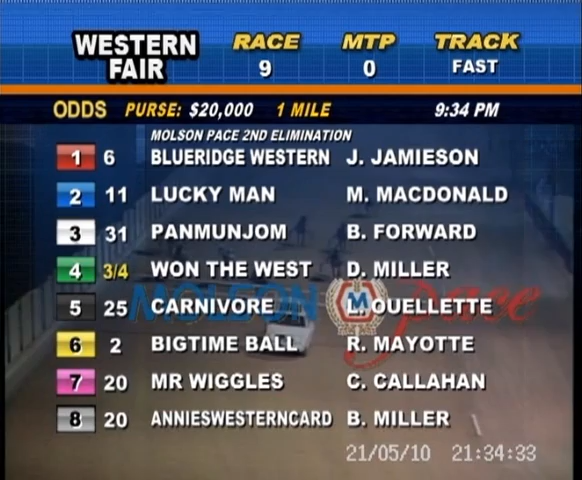 WESTERN FAIR RACE 9 MTP 0 TRACK FAST
ODDS PURSE: $20,000 1 MILE 9:34 PM
MOLSON PACE 2ND ELIMINATION
1 6 BLUERIDGE WESTERN J. JAMIESON
2 11 LUCKY MAN M. MACDONALD
3 31 PANMUNJOM B. FORWARD
4 3/4 WON THE WEST D. MILLER
5 25 CARNIVORE L. OUELLETTE
MOLSON M Pace
6 2 BIGTIME BALL R. MAYOTTE
7 20 MR WIGGLES C. CALLAHAN
8 20 ANNIESWESTERNCARD B. MILLER
21/05/10 21:34:33